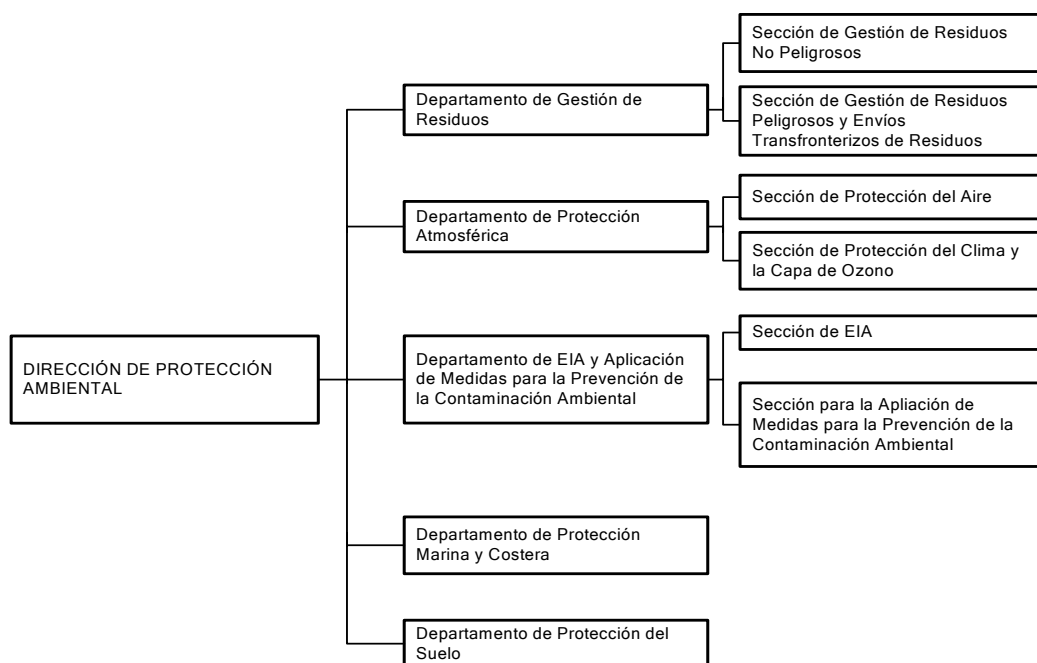 Sección de Gestión de Residuos
No Peligrosos
Departamento de Gestión de
Residuos
Sección de Gestión de Residuos
Peligrosos y Envíos
Transfronterizos de Residuos
Departamento de Protección
Atmosférica
Sección de Protección del Aire
Sección de Protección del Clima y
la Capa de Ozono
DIRECCIÓN DE PROTECCIÓN
AMBIENTAL
Departamento de EIA y Aplicación
de Medidas para la Prevención de
la Contaminación Ambiental
Sección de EIA
Sección para la Apliación de
Medidas para la Prevención de la
Contaminación Ambiental
Departamento de Protección
Marina y Costera
Departamento de Protección del
Suelo